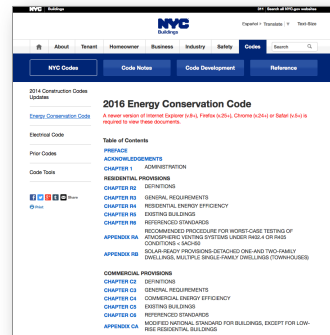 NYC Buildings 311 Search all NYC.gov websites
NYC
Buildings
Español › Translate ▼ Text-Size
About Tenant Homeowner Business Industry Safety Codes Search
NYC Codes Code Notes Code Development Reference
2014 Construction Codes
Updates
Energy Conservation Code
Electrical Code
Prior Codes
Code Tools
Share
Print
2016 Energy Conservation Code
A newer version of Internet Explorer (v.9+), Firefox (v.25+), Chrome (v.24+) or Safari (v.5+) is
required to view these documents.
Table of Contents
PREFACE
ACKNOWLEDGEMENTS
CHAPTER 1 ADMINISTRATION
RESIDENTIAL PROVISIONS
CHAPTER R2 DEFINITIONS
CHAPTER R3 GENERAL REQUIREMENTS
CHAPTER R4 RESIDENTIAL ENERGY EFFICIENCY
CHAPTER R5 EXISTING BUILDINGS
CHAPTER R6 REFERENCED STANDARDS
APPENDIX RA RECOMMENDED PROCEDURE FOR WORST-CASE TESTING OF
ATMOSPHERIC VENTING SYSTEMS UNDER R402.4 OR R405
CONDITIONS < 5ACH50
APPENDIX RB SOLAR-READY PROVISIONS-DETACHED ONE-AND TWO-FAMILY
DWELLINGS, MULTIPLE SINGLE-FAMILY DWELLINGS (TOWNHOUSES)
COMMERCIAL PROVISIONS
CHAPTER C2 DEFINITIONS
CHAPTER C3 GENERAL REQUIREMENTS
CHAPTER C4 COMMERCIAL ENERGY EFFICIENCY
CHAPTER C5 EXISTING BUILDINGS
CHAPTER C6 REFERENCED STANDARDS
APPENDIX CA MODIFIED NATIONAL STANDARD FOR BUILDINGS, EXCEPT FOR LOW-
RISE RESIDENTIAL BUILDINGS